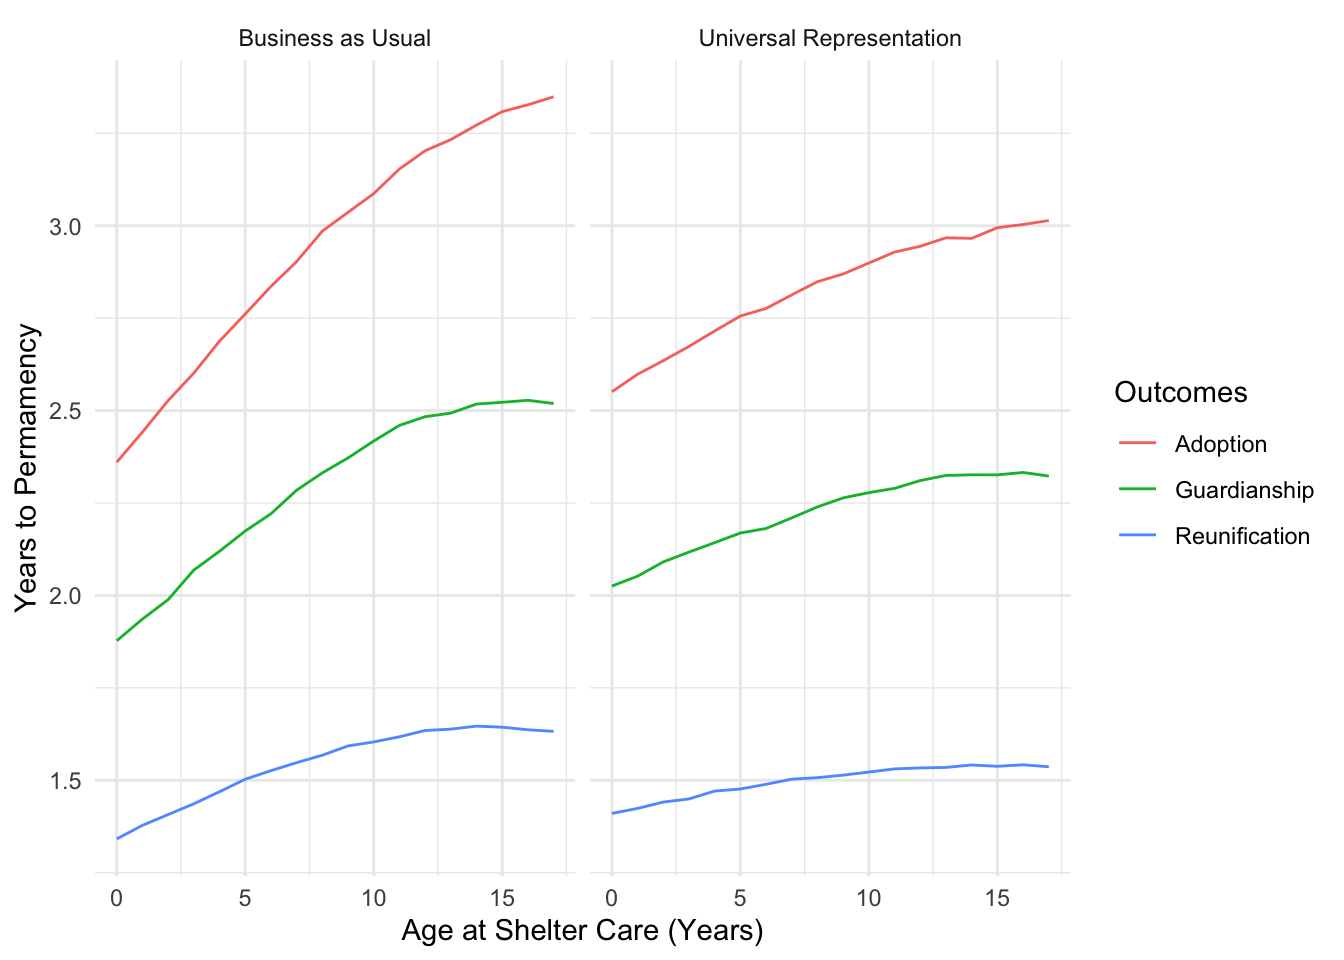 Business as Usual
Universal Representation
3.0
2.5
2.0
1.5
Years to Permamency
0 5 10 15
0 5 10 15
Age at Shelter Care (Years)
Outcomes
Adoption
Guardianship
Reunification